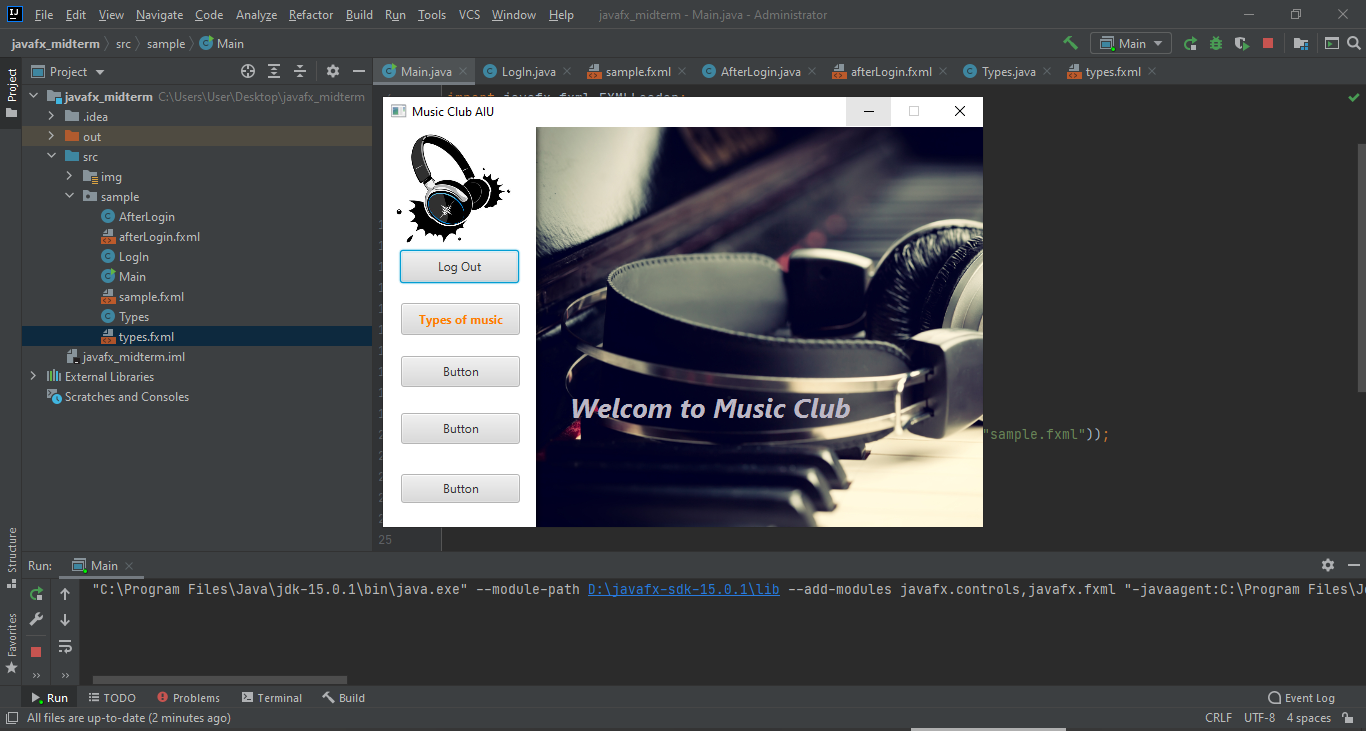 File Edit View Navigate Code Analyze Refactor Build Run Tools VCS Window Help javafx_midterm - Main.java - Administrator
javafx_midterm src sample Main
Main
Project
Main.java LogIn.java sample.fxml AfterLogin.java afterLogin.fxml Types.java types.fxml
Project
javafx_midterm C:\Users\User\Desktop\javafx_midterm
.idea
out
src
img
sample
AfterLogin
afterLogin.fxml
LogIn
Main
sample.fxml
Types
types.fxml
javafx_midterm.iml
External Libraries
Scratches and Consoles
Music Club AIU
Log Out
Types of music
Button
Button
Button
Welcom to Music Club
"sample.fxml"));
25
Structure
Favorites
Run: Main
"C:\Program Files\Java\jdk-15.0.1\bin\java.exe" --module-path D:\javafx-sdk-15.0.1\lib --add-modules javafx.controls,javafx.fxml "-javaagent:C:\Program Files\Je
Run TODO Problems Terminal Build Event Log
All files are up-to-date (2 minutes ago) CRLF UTF-8 4 spaces